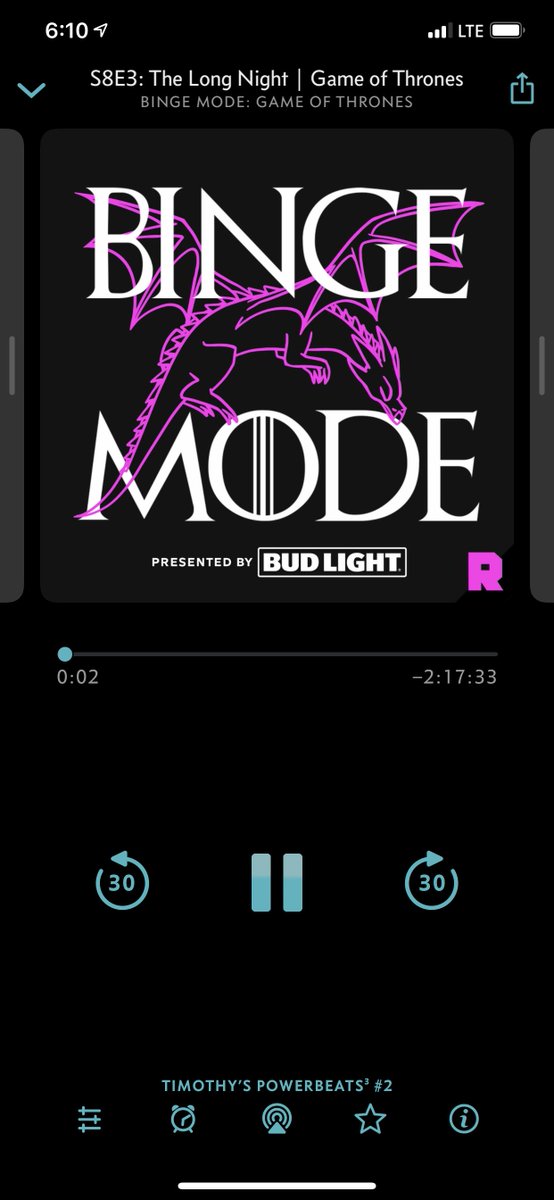 6:10 LTE
S8E3: The Long Night | Game of Thrones
BINGE MODE: GAME OF THRONES
BINGE
MODE
PRESENTED BY BUD LIGHT
R
0:02 −2:17:33
30 30
TIMOTHY'S POWERBEATS³ #2